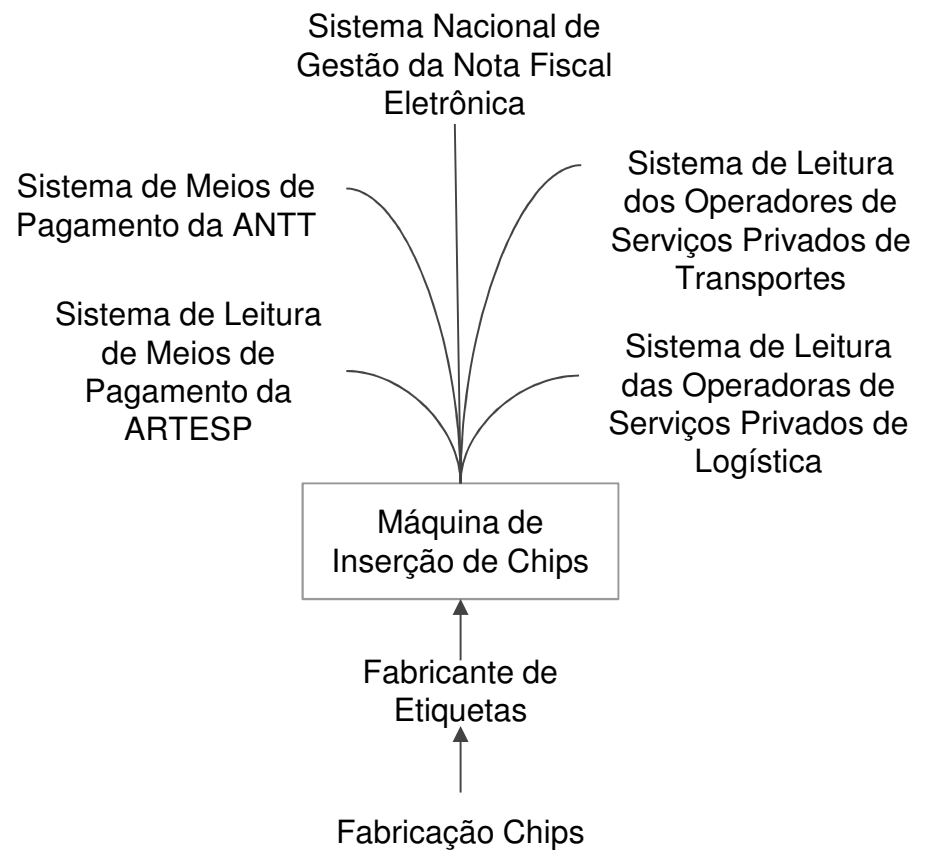 Sistema Nacional de
Gestão da Nota Fiscal
Eletrônica
Sistema de Meios de
Pagamento da ANTT
Sistema de Leitura
dos Operadores de
Serviços Privados de
Transportes
Sistema de Leitura
de Meios de
Pagamento da
ARTESP
Sistema de Leitura
das Operadoras de
Serviços Privados de
Logística
Máquina de
Inserção de Chips
Fabricante de
Etiquetas
Fabricação Chips